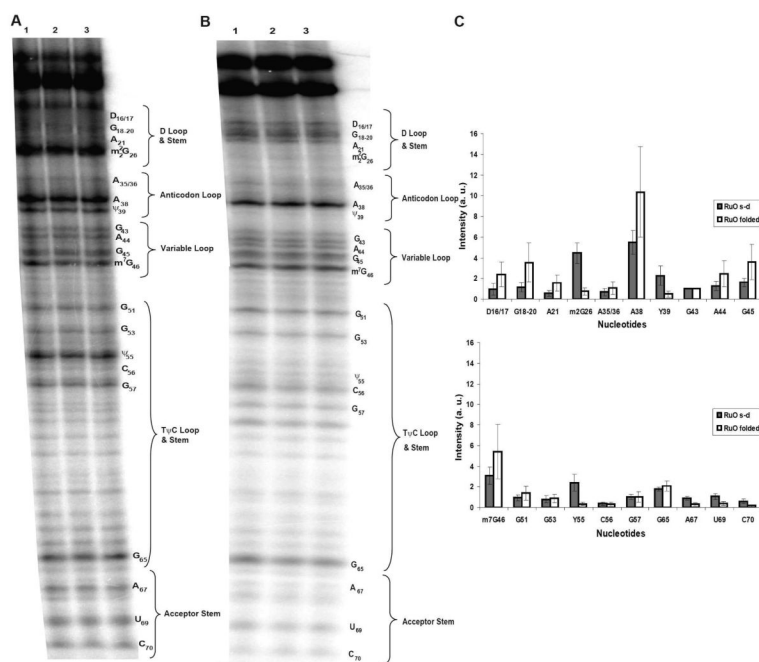 A
1 2 3
D16/17
G18-20
A21
m²₂G26
D Loop
& Stem
A35/36
A38
Ψ39
Anticodon Loop
G43
A44
G45
m⁷G46
Variable Loop
G51
G53
Ψ55
C56
G57
TψC Loop
& Stem
G65
A67
U69
C70
Acceptor Stem
B
1 2 3
D16/17
G18-20
A21
m²₂G26
D Loop
& Stem
A35/36
A38
Ψ39
Anticodon Loop
G43
A44
G45
m⁷G46
Variable Loop
G51
G53
Ψ55
C56
G57
TψC Loop
& Stem
G65
A67
U69
C70
Acceptor Stem
C
Intensity (a. u.)
16
14
12
10
8
6
4
2
0
RuO s-d
RuO folded
D16/17 G18-20 A21 m2G26 A35/36 A38 Y39 G43 A44 G45
Nucleotides
Intensity (a. u.)
16
14
12
10
8
6
4
2
0
RuO s-d
RuO folded
m7G46 G51 G53 Y55 C56 G57 G65 A67 U69 C70
Nucleotides